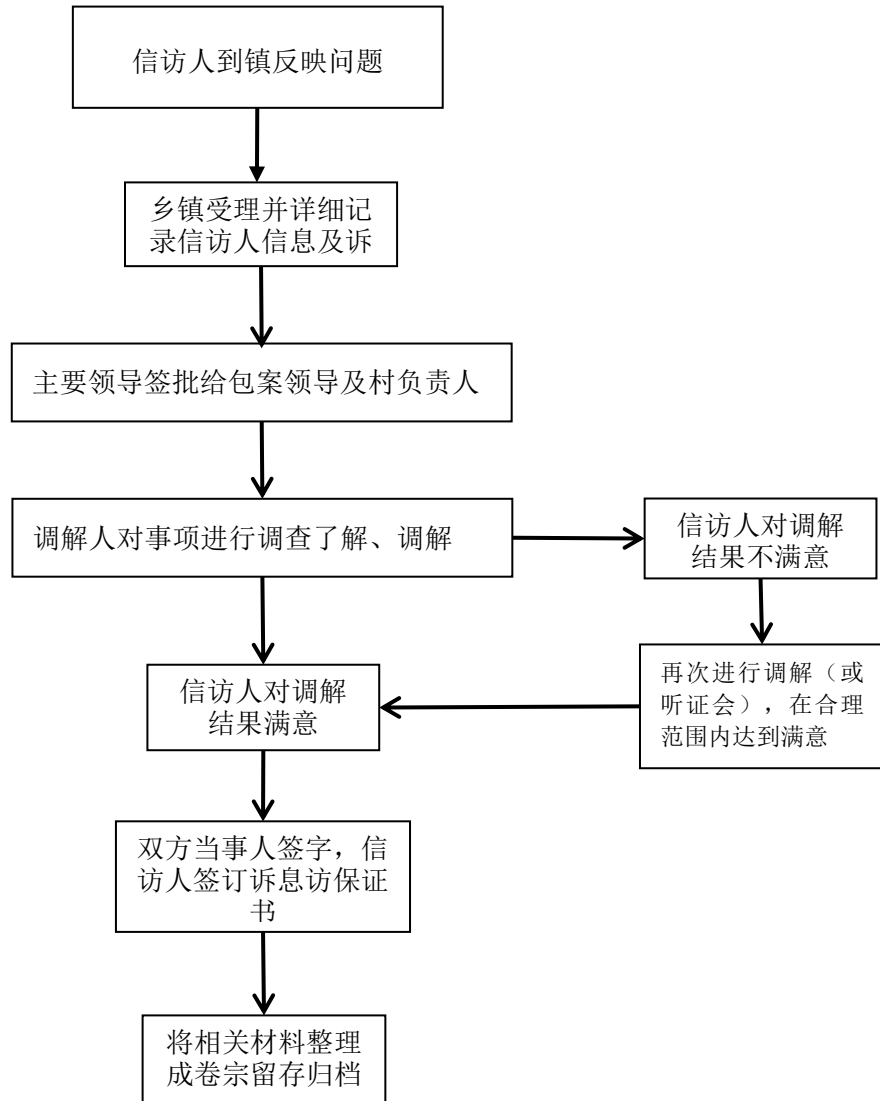 信访人到镇反映问题
乡镇受理并详细记
录信访人信息及诉
主要领导签批给包案领导及村负责人
调解人对事项进行调查了解、调解
信访人对调解
结果不满意
信访人对调解
结果满意
再次进行调解（或
听证会），在合理
范围内达到满意
双方当事人签字，信
访人签订诉息访保证
书
将相关材料整理
成卷宗留存归档